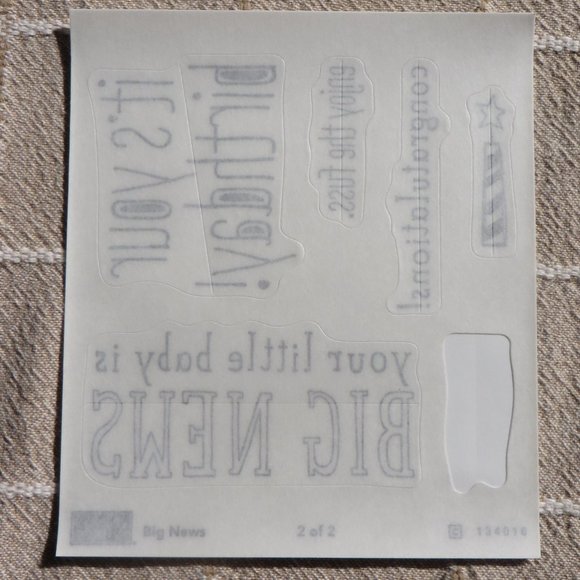 it's your
birthday!
enjoy the fuss.
congratulations!
your little baby is
BIG NEWS
Big News
2 of 2
C 134016